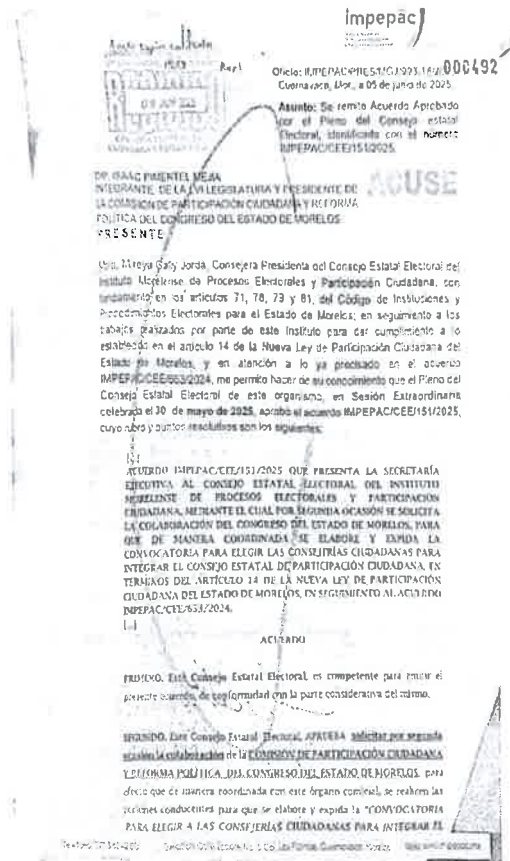 impepac
000492
Cuernavaca, Mor., a 05 de junio de 2025.
Asunto: Se remite Acuerdo Aprobado
por el Pleno del Consejo estatal
Electoral, identificado con el número
IMPEPAC/CEE/151/2025.
ACUSE
DR. ISAAC PIMENTEL MEJIA
INTEGRANTE DE LA LVI LEGISLATURA Y PRESIDENTE DE
LA COMISIÓN DE PARTICIPACIÓN CIUDADANA Y REFORMA
POLÍTICA DEL CONGRESO DEL ESTADO DE MORELOS
PRESENTE
Mireya Gally Jordá, Consejera Presidenta del Consejo Estatal Electoral del
Instituto Morelense de Procesos Electorales y Participación Ciudadana, con
fundamento en los artículos 71, 78, 79 y 81, del Código de Instituciones y
Procedimientos Electorales para el Estado de Morelos; en seguimiento a los
trabajos realizados por parte de este Instituto para dar cumplimiento a lo
establecido en el artículo 14 de la Nueva Ley de Participación Ciudadana del
Estado de Morelos, y en atención a lo ya precisado en el acuerdo
IMPEPAC/CEE/653/2024, me permito hacer de su conocimiento que el Pleno del
Consejo Estatal Electoral de este organismo, en Sesión Extraordinaria
celebrada el 30 de mayo de 2025, aprobó el acuerdo IMPEPAC/CEE/151/2025,
cuyo rubro y puntos resolutivos son los siguientes:
[...]
ACUERDO IMPEPAC/CEE/151/2025 QUE PRESENTA LA SECRETARÍA
EJECUTIVA AL CONSEJO ESTATAL ELECTORAL DEL INSTITUTO
MORELENSE DE PROCESOS ELECTORALES Y PARTICIPACIÓN
CIUDADANA, MEDIANTE EL CUAL POR SEGUNDA OCASIÓN SE SOLICITA
LA COLABORACIÓN DEL CONGRESO DEL ESTADO DE MORELOS, PARA
QUE DE MANERA COORDINADA SE ELABORE Y EXPIDA LA
CONVOCATORIA PARA ELEGIR LAS CONSEJERÍAS CIUDADANAS PARA
INTEGRAR EL CONSEJO ESTATAL DE PARTICIPACIÓN CIUDADANA, EN
TERMINOS DEL ARTÍCULO 14 DE LA NUEVA LEY DE PARTICIPACIÓN
CIUDADANA DEL ESTADO DE MORELOS, EN SEGUIMIENTO AL ACUERDO
IMPEPAC/CEE/653/2024.
[...]
ACUERDO
PRIMERO. Este Consejo Estatal Electoral, es competente para emitir el
presente acuerdo, de conformidad con la parte considerativa del mismo.
SEGUNDO. Este Consejo Estatal Electoral, APRUEBA solicitar por segunda
ocasión la colaboración de la COMISIÓN DE PARTICIPACIÓN CIUDADANA
Y REFORMA POLÍTICA DEL CONGRESO DEL ESTADO DE MORELOS, para
efecto que de manera coordinada con este órgano comicial, se realicen las
acciones conducentes para que se elabore y expida la "CONVOCATORIA
PARA ELEGIR A LAS CONSEJERÍAS CIUDADANAS PARA INTEGRAR EL